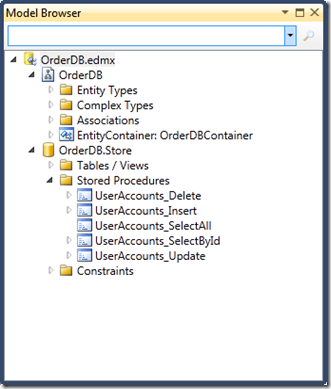 Model Browser
OrderDB.edmx
OrderDB
Entity Types
Complex Types
Associations
EntityContainer: OrderDBContainer
OrderDB.Store
Tables / Views
Stored Procedures
UserAccounts_Delete
UserAccounts_Insert
UserAccounts_SelectAll
UserAccounts_SelectById
UserAccounts_Update
Constraints